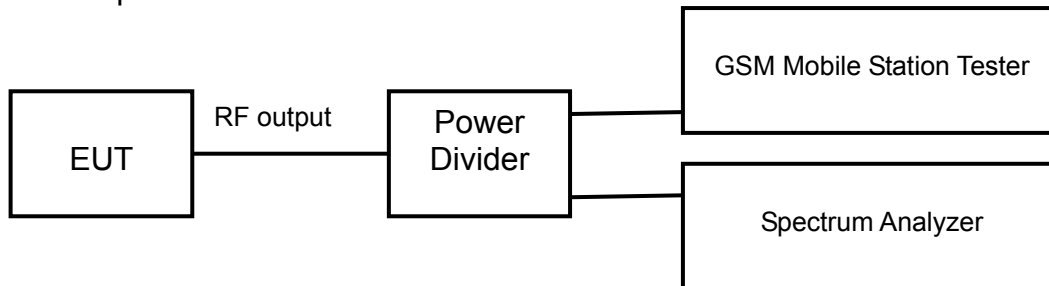 GSM Mobile Station Tester
RF output
EUT
Power
Divider
Spectrum Analyzer